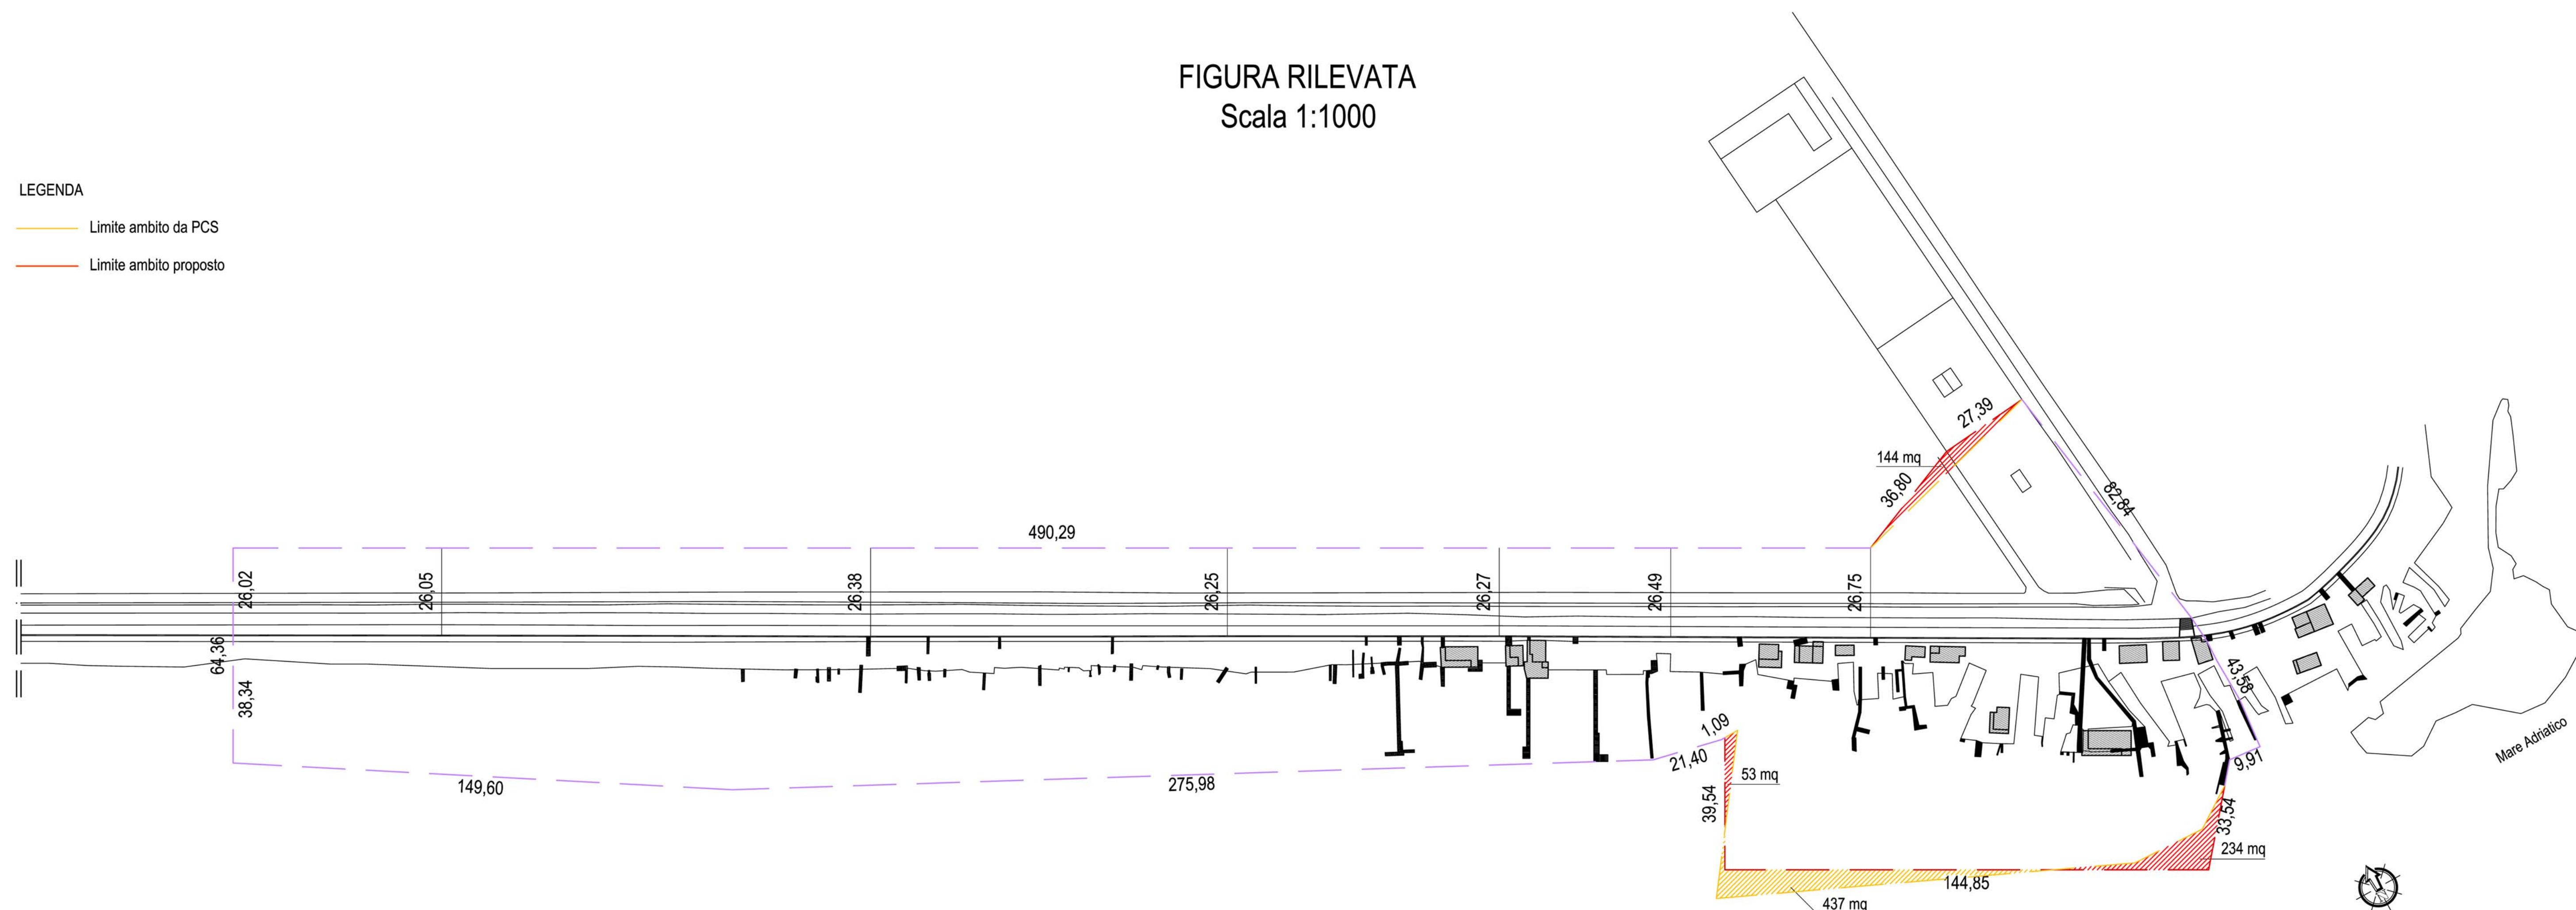 FIGURA RILEVATA
Scala 1:1000
LEGENDA
Limite ambito da PCS
Limite ambito proposto
27,39
144 mq
36,80
82,84
490,29
26,02
26,05
26,38
26,25
26,27
26,49
26,75
64,36
38,34
43,58
1,09
21,40
9,91
149,60
275,98
53 mq
39,54
33,54
234 mq
144,85
437 mq
Mare Adriatico
N